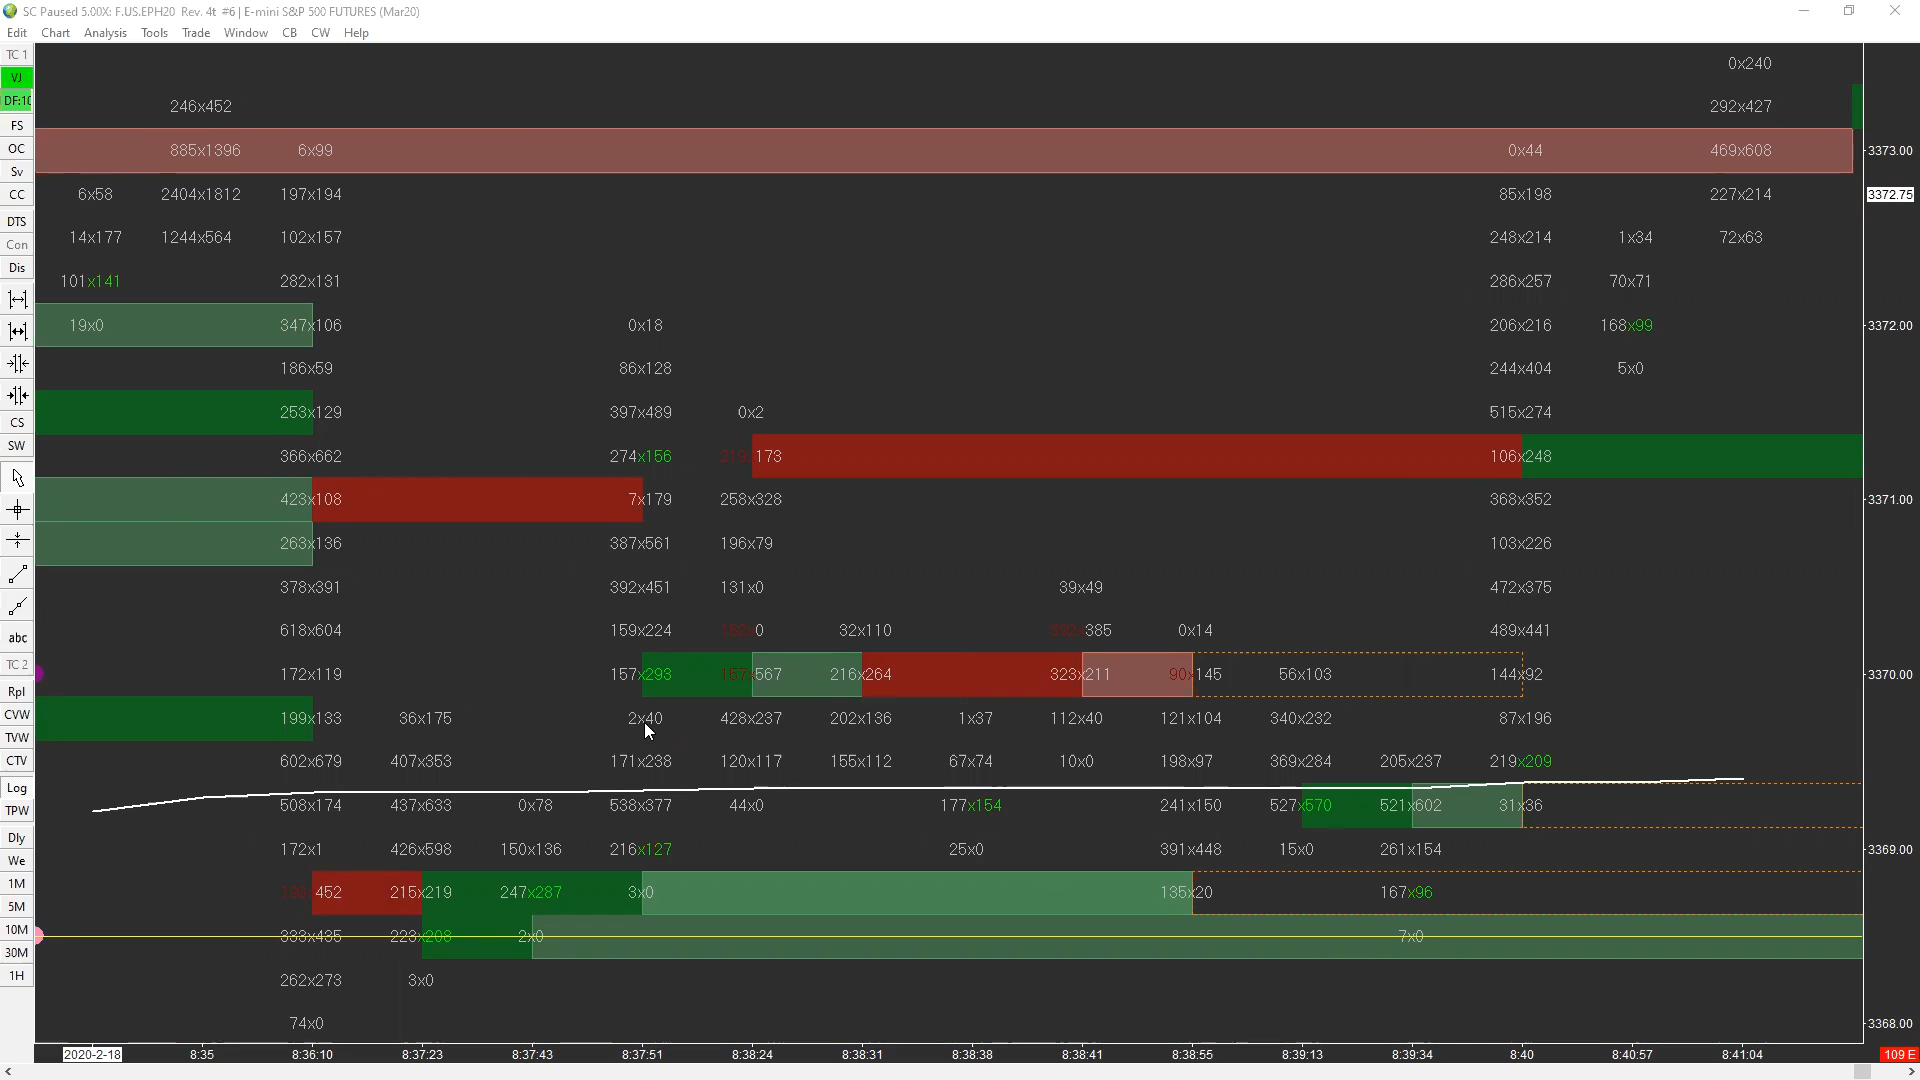 SC Paused 5.00X: F.US.EPH20 Rev. 4t #6 | E-mini S&P 500 FUTURES (Mar20)
Edit Chart Analysis Tools Trade Window CB CW Help
TC 1
0x240
VJ
DF:10
246x452 292x427
FS
OC 885x1396 6x99 0x44 469x608 3373.00
Sv
CC 6x58 2404x1812 197x194 85x198 227x214 3372.75
DTS
14x177 1244x564 102x157 248x214 1x34 72x63
Con
Dis
101x141 282x131 286x257 70x71
19x0 347x106 0x18 206x216 168x99 3372.00
186x59 86x128 244x404 5x0
253x129 397x489 0x2 515x274
CS
SW
366x662 274x156 173 106x248
423x108 7x179 258x328 368x352 3371.00
263x136 387x561 196x79 103x226
378x391 392x451 131x0 39x49 472x375
618x604 159x224 182x0 32x110 385 0x14 489x441
abc
TC 2
172x119 157x293 567 216x264 323x211 90x145 56x103 144x92 3370.00
Rpl
CVW 199x133 36x175 2x40 428x237 202x136 1x37 112x40 121x104 340x232 87x196
TVW
CTV 602x679 407x353 171x238 120x117 155x112 67x74 10x0 198x97 369x284 205x237 219x209
Log
TPW 508x174 437x633 0x78 538x377 44x0 177x154 241x150 527x570 521x602 31x36
Dly
172x1 426x598 150x136 216x127 25x0 391x448 15x0 261x154 3369.00
We
1M 452 215x219 247x287 3x0 135x20 167x96
5M
10M 333x435 223x208 2x0 7x0
30M
1H 262x273 3x0
74x0 3368.00
2020-2-18 8:35 8:36:10 8:37:23 8:37:43 8:37:51 8:38:24 8:38:31 8:38:38 8:38:41 8:38:55 8:39:13 8:39:34 8:40 8:40:57 8:41:04 109 E